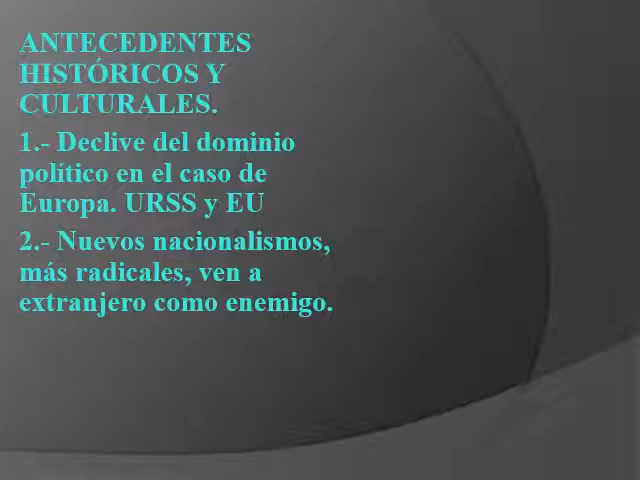 ANTECEDENTES
HISTÓRICOS Y
CULTURALES.
1.- Declive del dominio
político en el caso de
Europa. URSS y EU
2.- Nuevos nacionalismos,
más radicales, ven a
extranjero como enemigo.